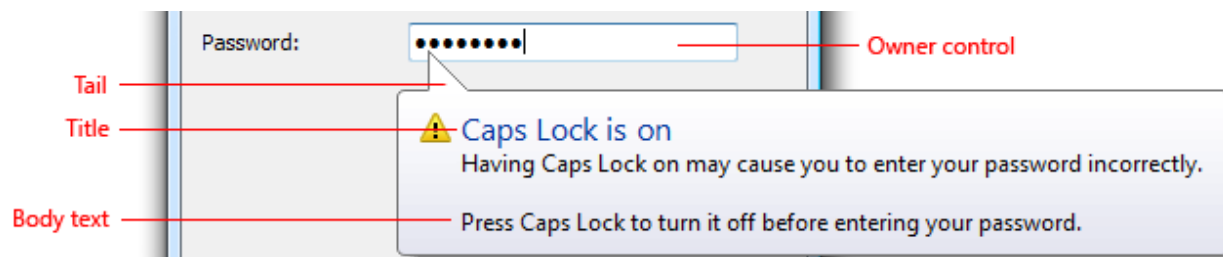 Password: ●●●●●●●● Owner control
Tail
Title Caps Lock is on
Having Caps Lock on may cause you to enter your password incorrectly.
Body text Press Caps Lock to turn it off before entering your password.